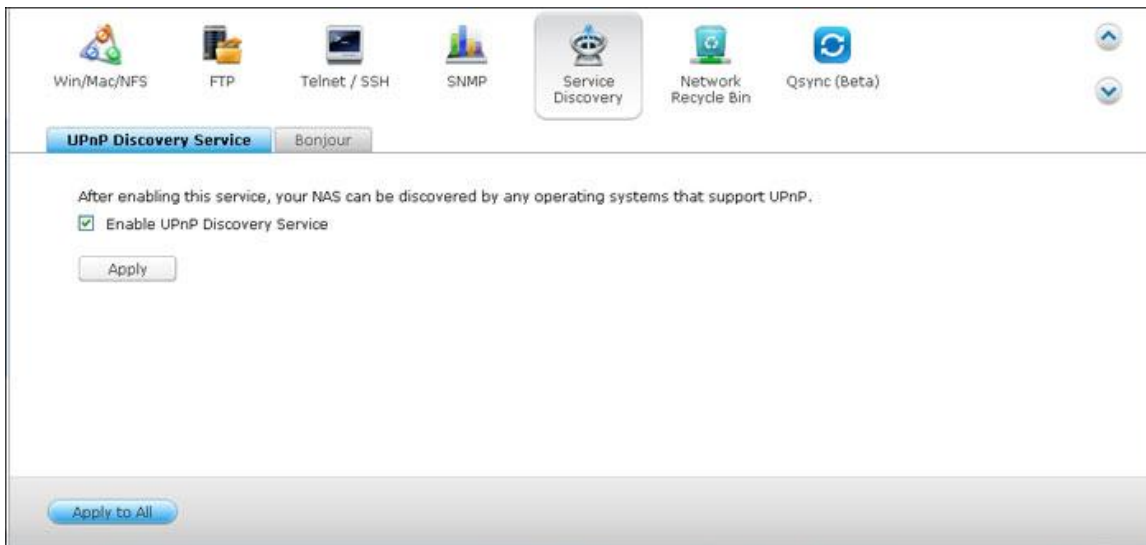 Win/Mac/NFS
FTP
Telnet / SSH
SNMP
Service
Discovery
Network
Recycle Bin
Qsync (Beta)
UPnP Discovery Service
Bonjour
After enabling this service, your NAS can be discovered by any operating systems that support UPnP.
Enable UPnP Discovery Service
Apply
Apply to All